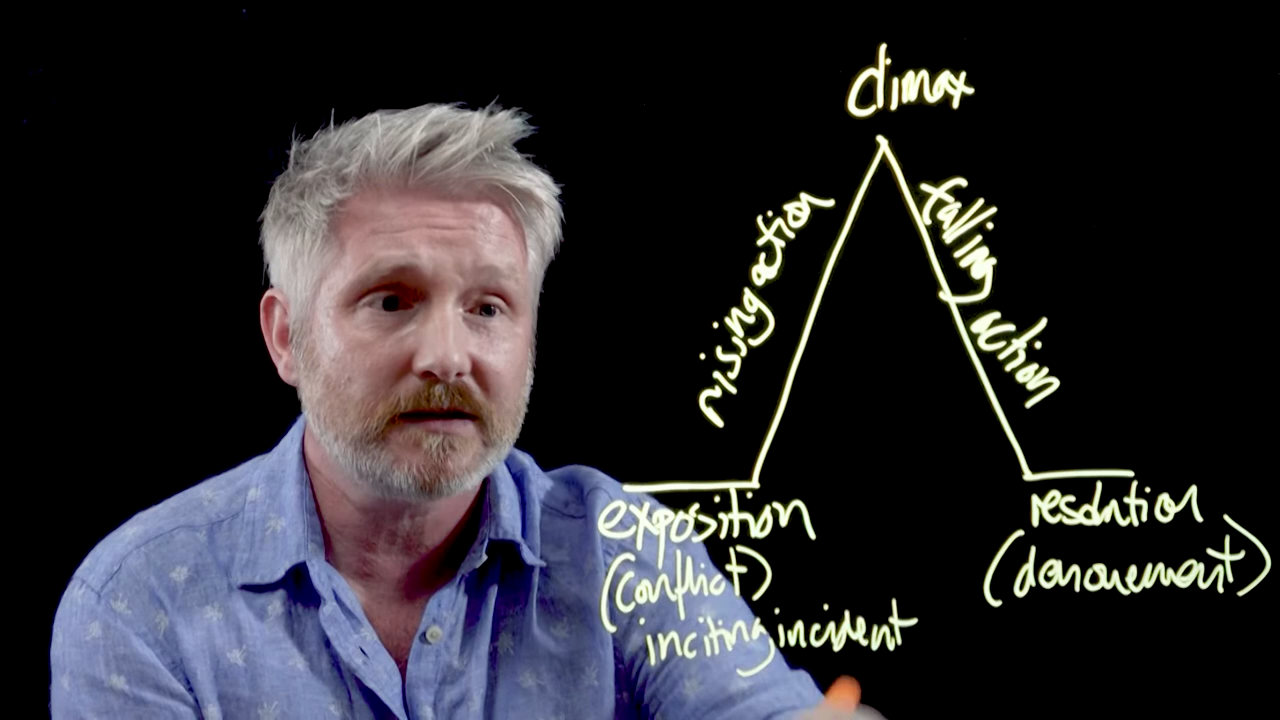 climax
rising action
falling action
exposition
(conflict)
inciting incident
resolution
(denouement)